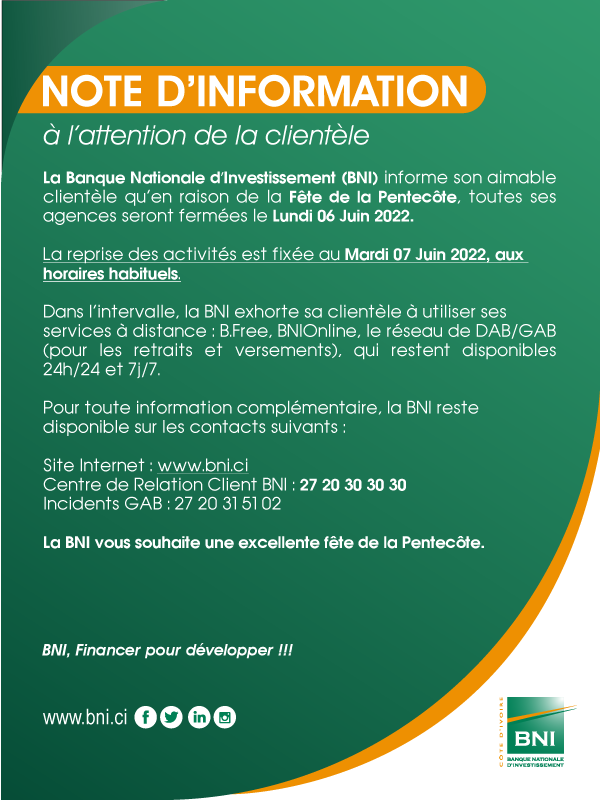 NOTE D'INFORMATION
à l'attention de la clientèle
La Banque Nationale d'Investissement (BNI) informe son aimable
clientèle qu'en raison de la Fête de la Pentecôte, toutes ses
agences seront fermées le Lundi 06 Juin 2022.
La reprise des activités est fixée au Mardi 07 Juin 2022, aux
horaires habituels.
Dans l'intervalle, la BNI exhorte sa clientèle à utiliser ses
services à distance : B.Free, BNIOnline, le réseau de DAB/GAB
(pour les retraits et versements), qui restent disponibles
24h/24 et 7j/7.
Pour toute information complémentaire, la BNI reste
disponible sur les contacts suivants :
Site Internet : www.bni.ci
Centre de Relation Client BNI : 27 20 30 30 30
Incidents GAB : 27 20 31 51 02
La BNI vous souhaite une excellente fête de la Pentecôte.
BNI, Financer pour développer !!!
www.bni.ci
CÔTE D'IVOIRE
BNI
BANQUE NATIONALE
D'INVESTISSEMENT